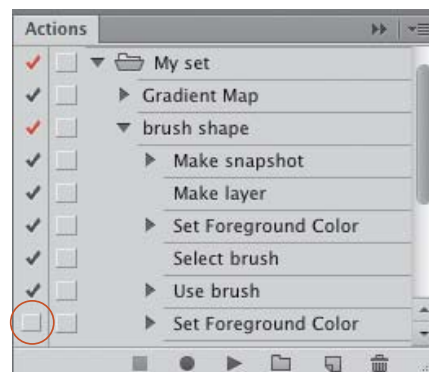 Actions
My set
Gradient Map
brush shape
Make snapshot
Make layer
Set Foreground Color
Select brush
Use brush
Set Foreground Color